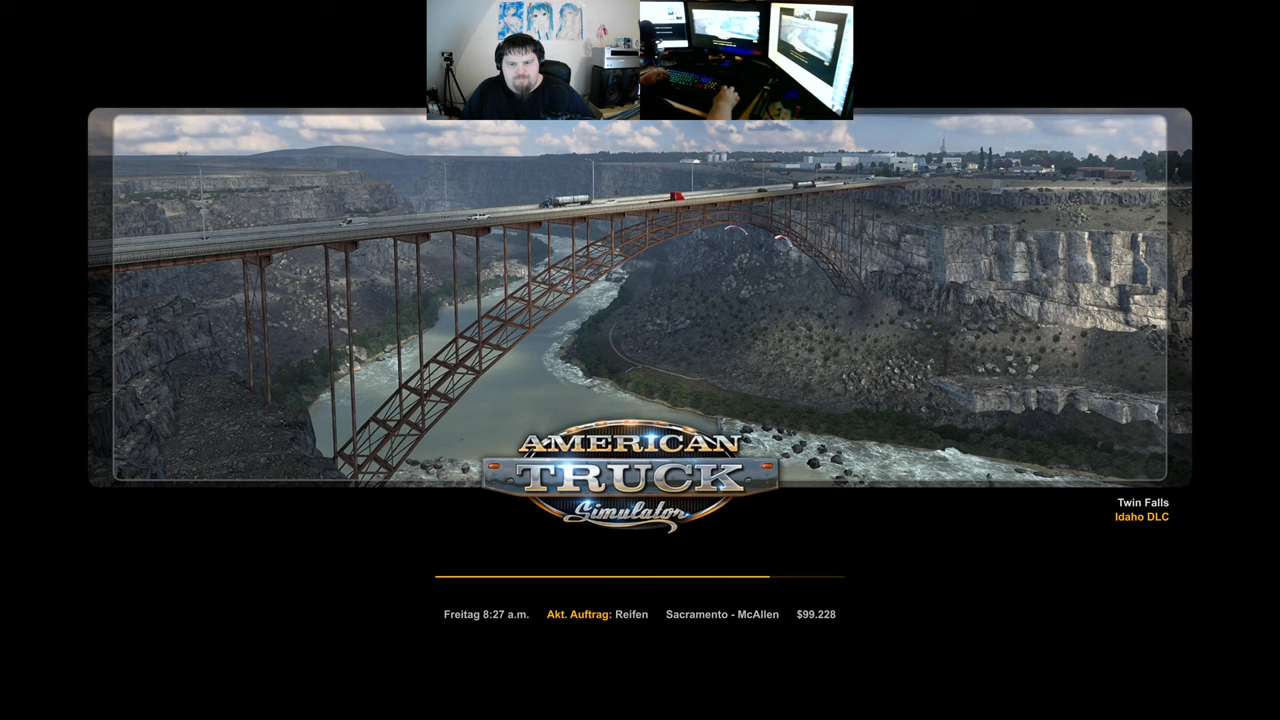 AMERICAN
TRUCK
Simulator
Twin Falls
Idaho DLC
Freitag 8:27 a.m. Akt. Auftrag: Reifen Sacramento - McAllen $99.228